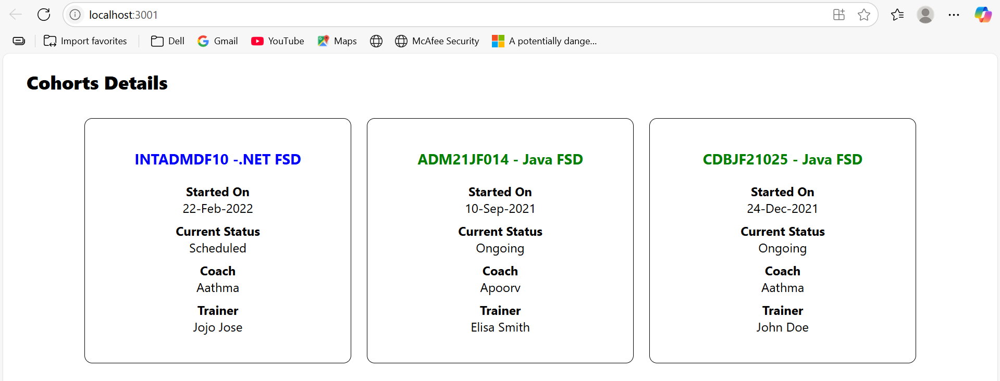 localhost:3001
Import favorites Dell Gmail YouTube Maps McAfee Security A potentially dange...
Cohorts Details
INTADMDF10 -.NET FSD
Started On
22-Feb-2022
Current Status
Scheduled
Coach
Aathma
Trainer
Jojo Jose
ADM21JF014 - Java FSD
Started On
10-Sep-2021
Current Status
Ongoing
Coach
Apoorv
Trainer
Elisa Smith
CDBJF21025 - Java FSD
Started On
24-Dec-2021
Current Status
Ongoing
Coach
Aathma
Trainer
John Doe